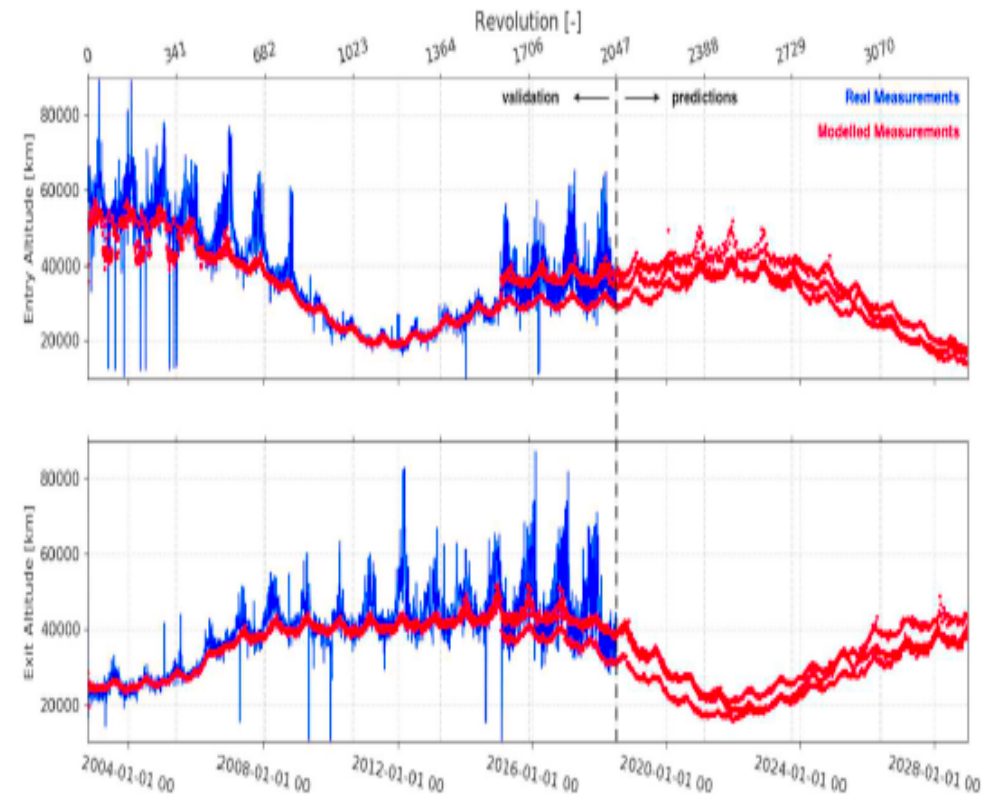 Revolution [-]
0 341 682 1023 1364 1706 2047 2388 2729 3070
validation predictions Real Measurements
Modelled Measurements
Entry Altitude [km]
80000
60000
40000
20000
Exit Altitude [km]
80000
60000
40000
20000
2004-01-01 00 2008-01-01 00 2012-01-01 00 2016-01-01 00 2020-01-01 00 2024-01-01 00 2028-01-01 00